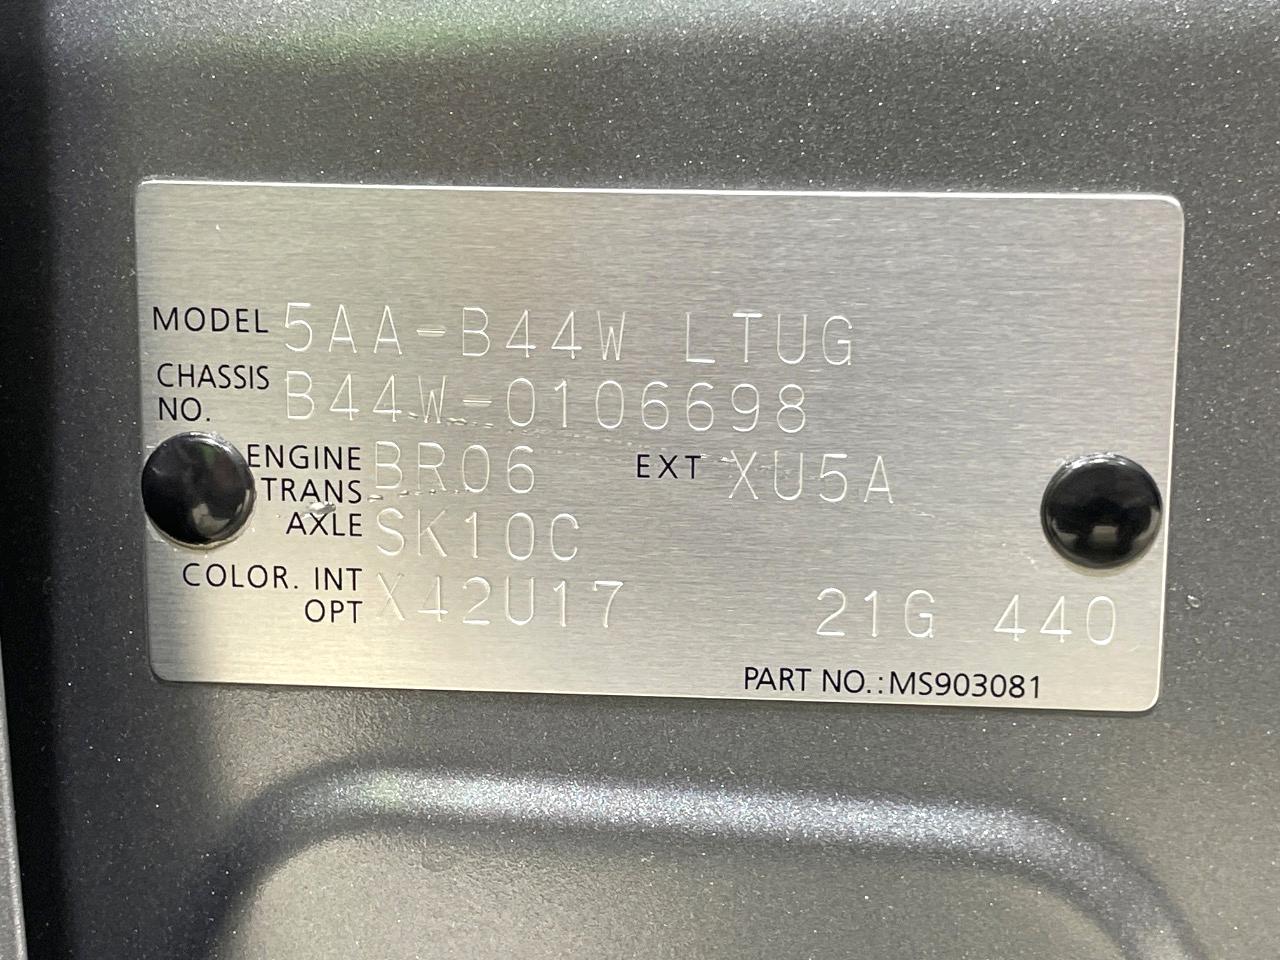 MODEL 5AA-B44W LTUG
CHASSIS NO. B44W-0106698
ENGINE BR06 EXT XU5A
TRANS AXLE SK10C
COLOR. INT OPT X42U17 21G 440
PART NO.:MS903081